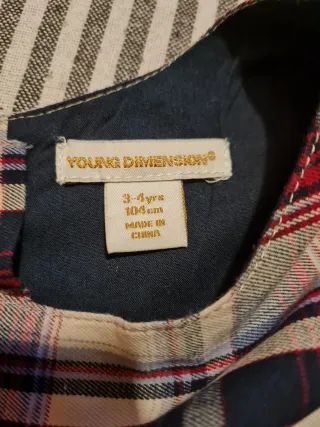 YOUNG DIMENSION®
3-4yrs
104cm
MADE IN
CHINA